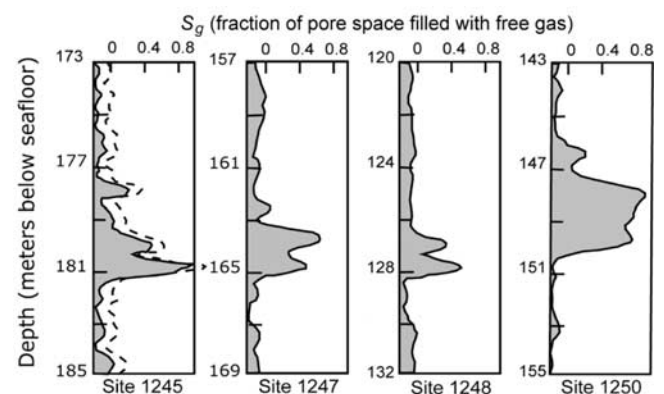 S_g (fraction of pore space filled with free gas)
0 0.4 0.8
0 0.4 0.8
0 0.4 0.8
0 0.4 0.8
Depth (meters below seafloor)
173
177
181
185
157
161
165
169
120
124
128
132
143
147
151
155
Site 1245
Site 1247
Site 1248
Site 1250